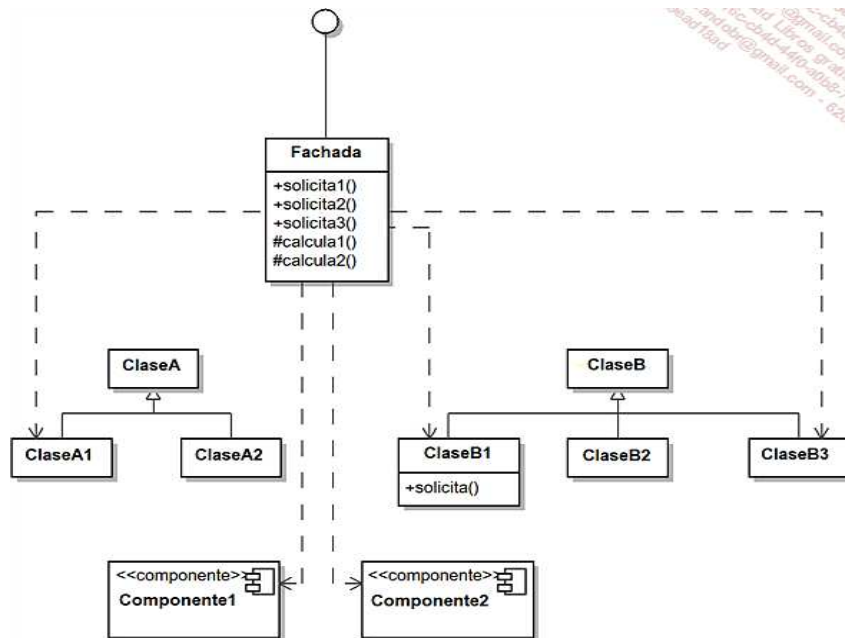 Fachada
+solicita1()
+solicita2()
+solicita3()
#calcula1()
#calcula2()
ClaseA
ClaseB
ClaseA1
ClaseA2
ClaseB1
+solicita()
ClaseB2
ClaseB3
<<componente>>
Componente1
<<componente>>
Componente2